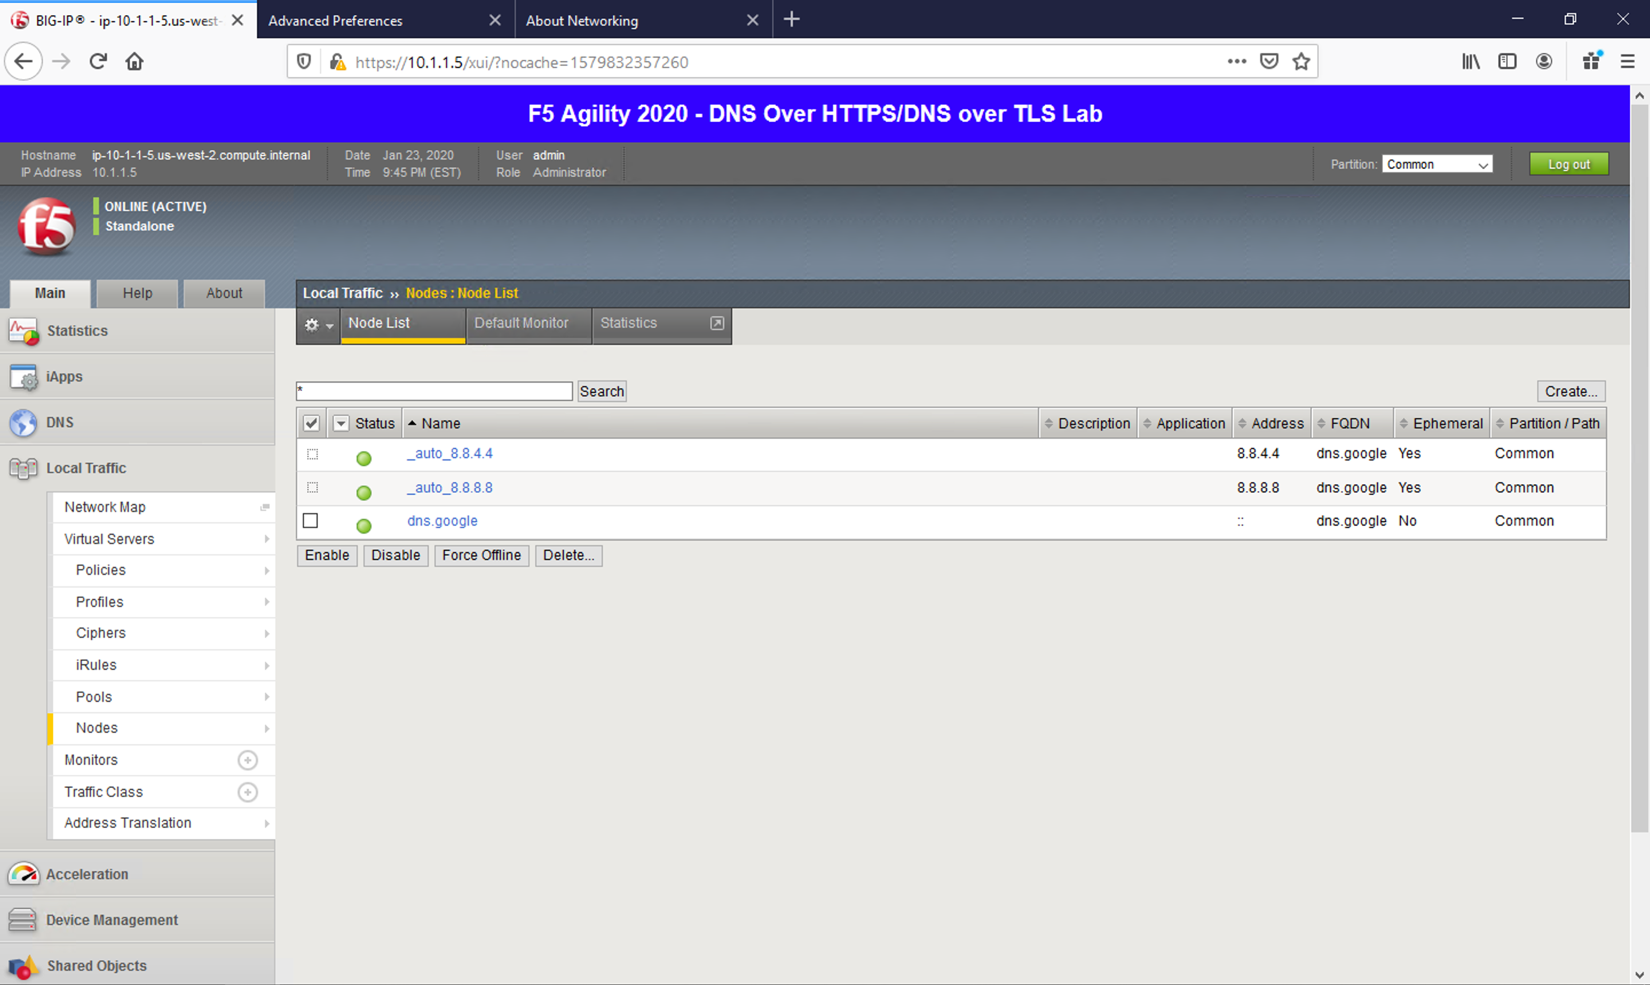 BIG-IP® - ip-10-1-1-5.us-west-
Advanced Preferences
About Networking
https://10.1.1.5/xui/?nocache=1579832357260
F5 Agility 2020 - DNS Over HTTPS/DNS over TLS Lab
Hostname ip-10-1-1-5.us-west-2.compute.internal Date Jan 23, 2020 User admin
IP Address 10.1.1.5 Time 9:45 PM (EST) Role Administrator
Partition: Common Log out
f5
ONLINE (ACTIVE)
Standalone
Main Help About
Local Traffic ›› Nodes : Node List
Node List Default Monitor Statistics
Statistics
iApps
DNS
Local Traffic
Network Map
Virtual Servers
Policies
Profiles
Ciphers
iRules
Pools
Nodes
Monitors
Traffic Class
Address Translation
Acceleration
Device Management
Shared Objects
* Search Create...
Status Name Description Application Address FQDN Ephemeral Partition / Path
_auto_8.8.4.4 8.8.4.4 dns.google Yes Common
_auto_8.8.8.8 8.8.8.8 dns.google Yes Common
dns.google :: dns.google No Common
Enable Disable Force Offline Delete...